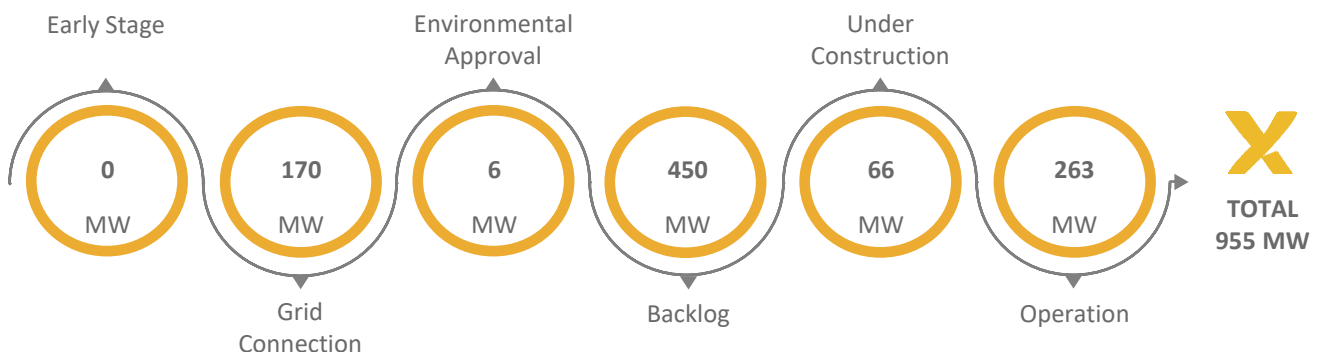 Early Stage
Environmental
Approval
Under
Construction
0
MW
170
MW
6
MW
450
MW
66
MW
263
MW
TOTAL
955 MW
Grid
Connection
Backlog
Operation